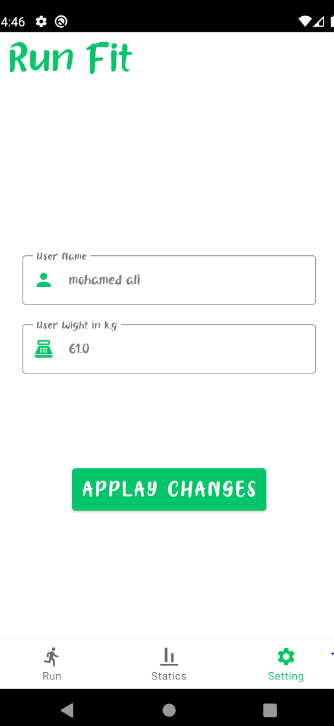 4:46
Run Fit
User Name
mohamed ali
User Wight in kg
61.0
APPLAY CHANGES
Run
Statics
Setting